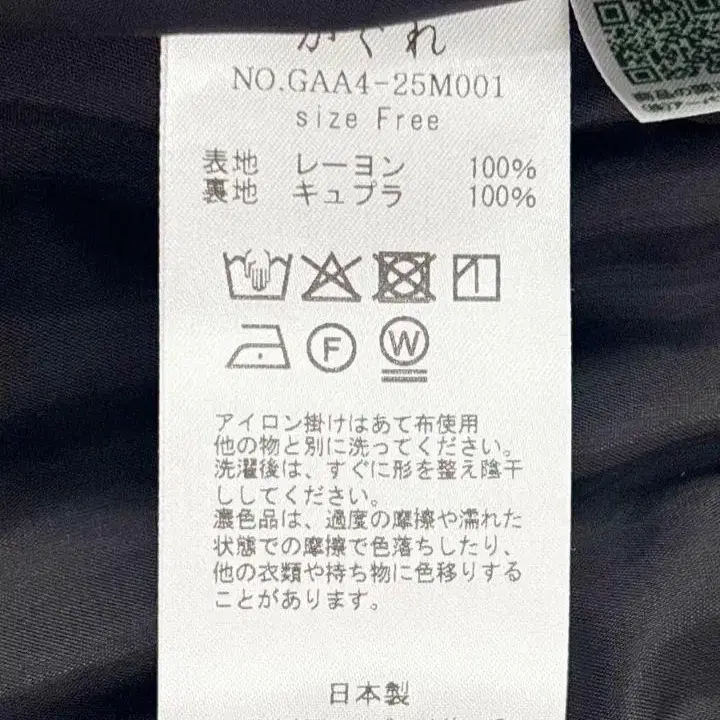 かぐれ
NO.GAA4-25M001
size Free
表地 レーヨン 100%
裏地 キュプラ 100%
F
W
アイロン掛けはあて布使用
他の物と別に洗ってください。
洗濯後は、すぐに形を整え陰干
ししてください。
濃色品は、過度の摩擦や濡れた
状態での摩擦で色落ちしたり、
他の衣類や持ち物に色移りする
ことがあります。
日本製